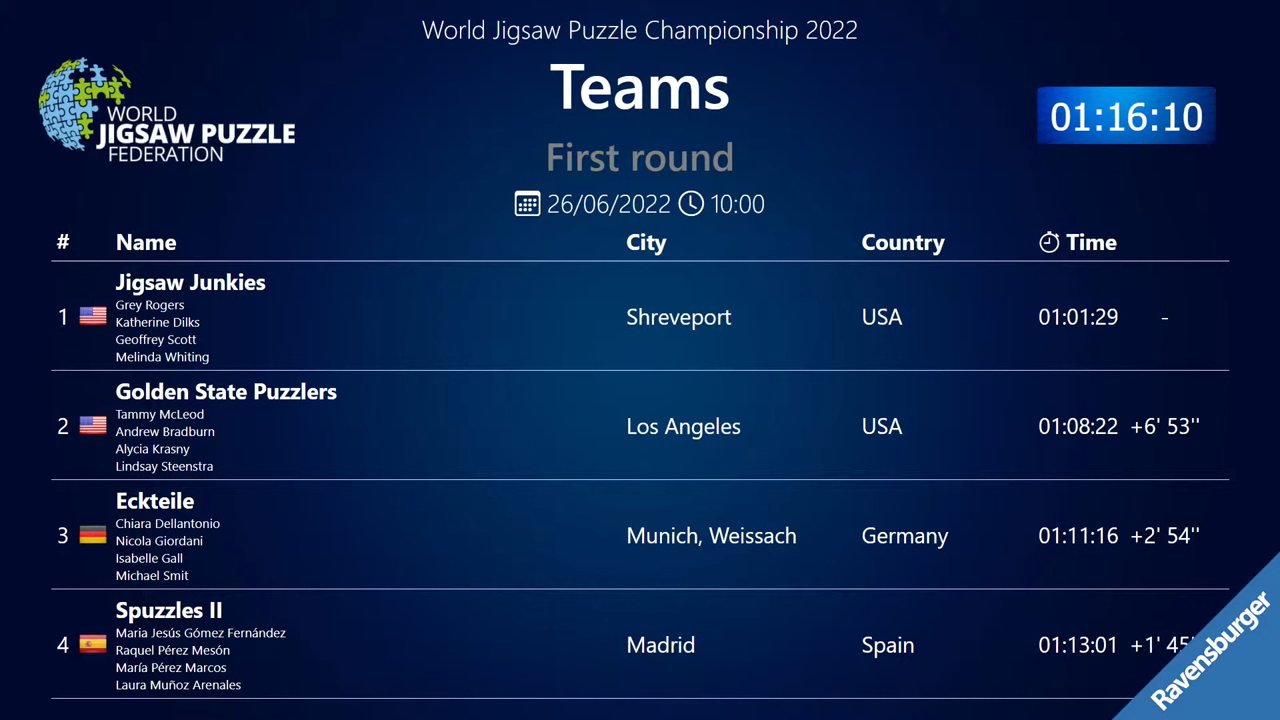 World Jigsaw Puzzle Championship 2022
Teams
First round
WORLD
JIGSAW PUZZLE
FEDERATION
01:16:10
26/06/2022 10:00
# Name City Country Time
Jigsaw Junkies
Grey Rogers
Katherine Dilks
Geoffrey Scott
Melinda Whiting
1 Shreveport USA 01:01:29 -
Golden State Puzzlers
Tammy McLeod
Andrew Bradburn
Alycia Krasny
Lindsay Steenstra
2 Los Angeles USA 01:08:22 +6' 53''
Eckteile
Chiara Dellantonio
Nicola Giordani
Isabelle Gall
Michael Smit
3 Munich, Weissach Germany 01:11:16 +2' 54''
Spuzzles II
Maria Jesús Gómez Fernández
Raquel Pérez Mesón
María Pérez Marcos
Laura Muñoz Arenales
4 Madrid Spain 01:13:01 +1' 45'
Ravensburger